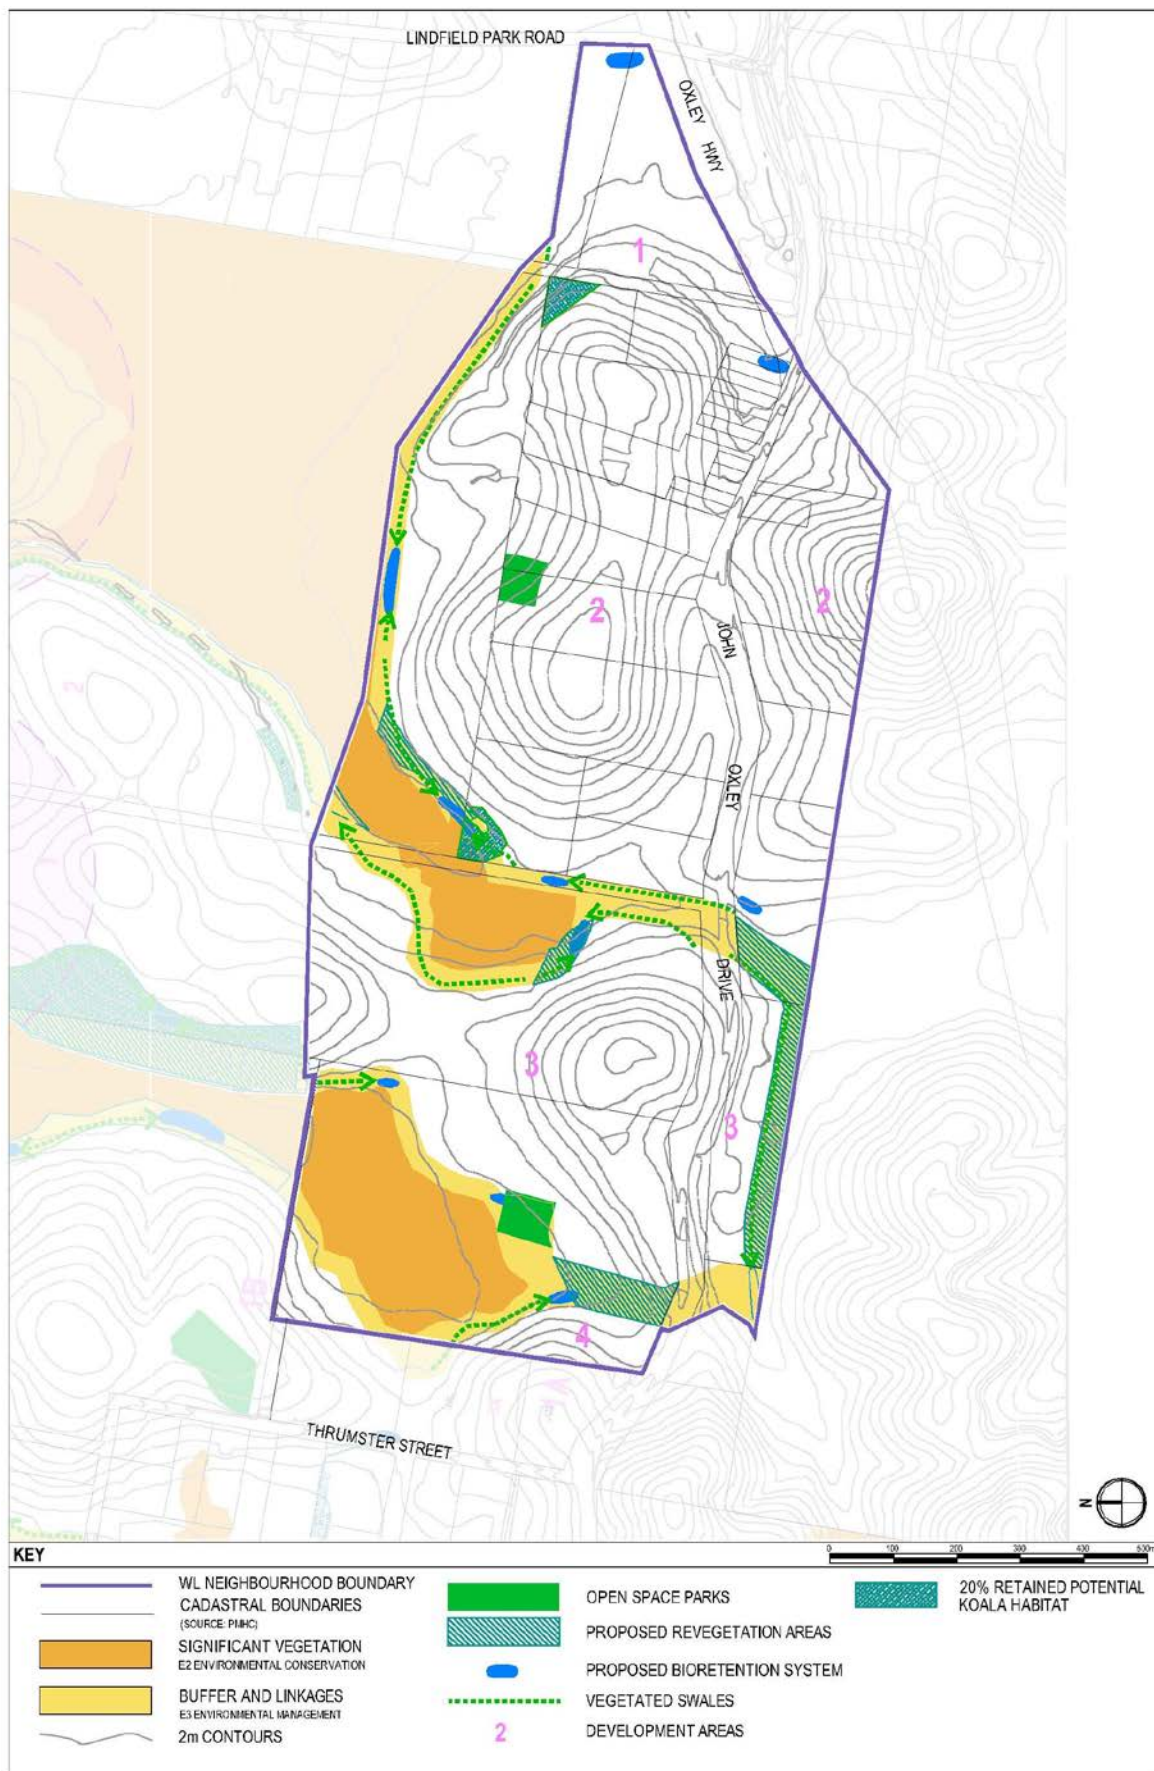 LINDFIELD PARK ROAD
OXLEY HWY
1
2
2
JOHN
OXLEY
DRIVE
3
3
4
THRUMSTER STREET
N
KEY
0 100 200 300 400 500m
WL NEIGHBOURHOOD BOUNDARY
CADASTRAL BOUNDARIES
(SOURCE: PMHC)
SIGNIFICANT VEGETATION
E2 ENVIRONMENTAL CONSERVATION
BUFFER AND LINKAGES
E3 ENVIRONMENTAL MANAGEMENT
2m CONTOURS
OPEN SPACE PARKS
PROPOSED REVEGETATION AREAS
PROPOSED BIORETENTION SYSTEM
VEGETATED SWALES
2
DEVELOPMENT AREAS
20% RETAINED POTENTIAL
KOALA HABITAT